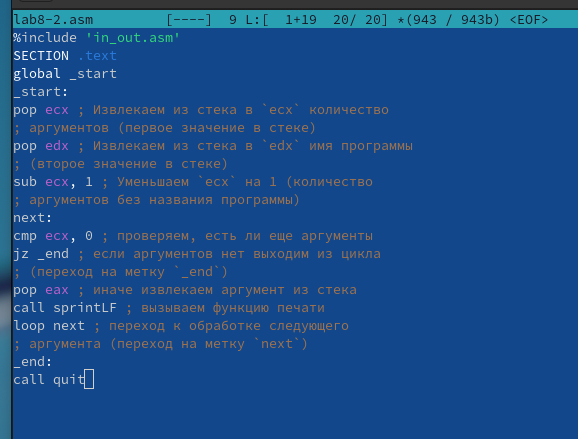 lab8-2.asm [----] 9 L:[ 1+19 20/ 20] *(943 / 943b) <EOF>
%include 'in_out.asm'
SECTION .text
global _start
_start:
pop ecx ; Извлекаем из стека в `ecx` количество
; аргументов (первое значение в стеке)
pop edx ; Извлекаем из стека в `edx` имя программы
; (второе значение в стеке)
sub ecx, 1 ; Уменьшаем `ecx` на 1 (количество
; аргументов без названия программы)
next:
cmp ecx, 0 ; проверяем, есть ли еще аргументы
jz _end ; если аргументов нет выходим из цикла
; (переход на метку `_end`)
pop eax ; иначе извлекаем аргумент из стека
call sprintLF ; вызываем функцию печати
loop next ; переход к обработке следующего
; аргумента (переход на метку `next`)
_end:
call quit